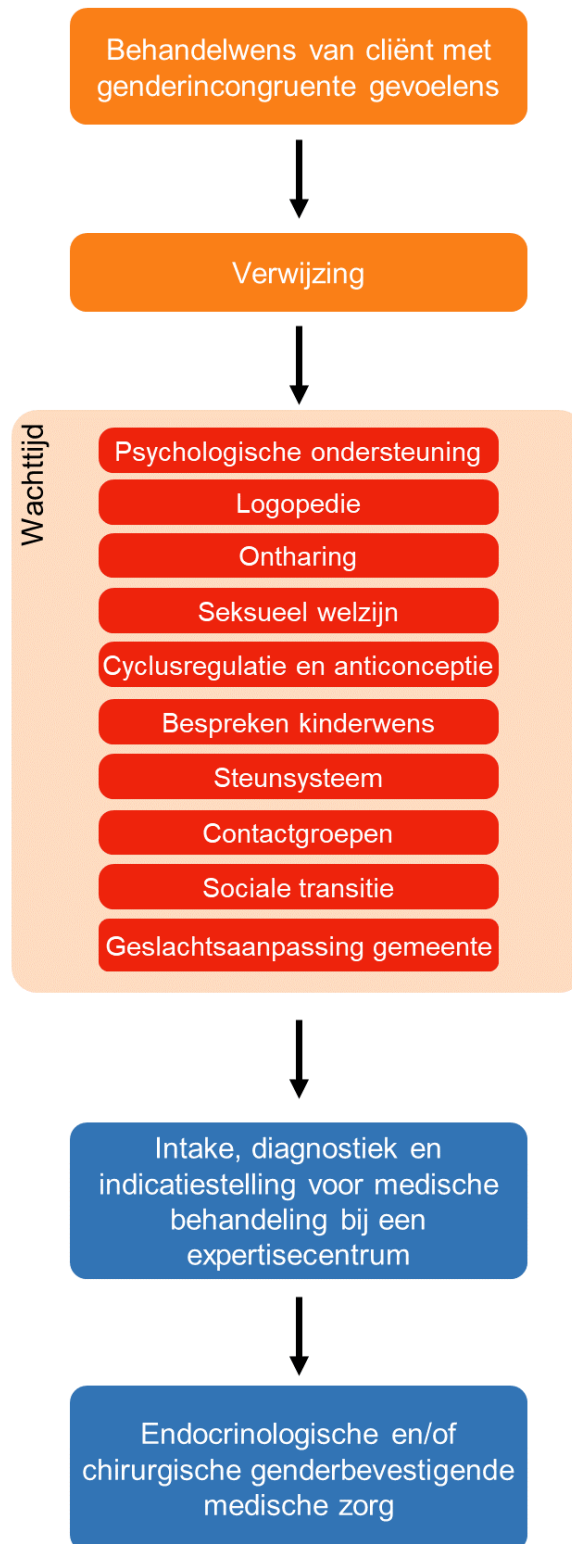 Behandelwens van cliënt met
genderincongruente gevoelens
Verwijzing
Wachttijd
Psychologische ondersteuning
Logopedie
Ontharing
Seksueel welzijn
Cyclusregulatie en anticonceptie
Bespreken kinderwens
Steunsysteem
Contactgroepen
Sociale transitie
Geslachtsaanpassing gemeente
Intake, diagnostiek en
indicatiestelling voor medische
behandeling bij een
expertisecentrum
Endocrinologische en/of
chirurgische genderbevestigende
medische zorg